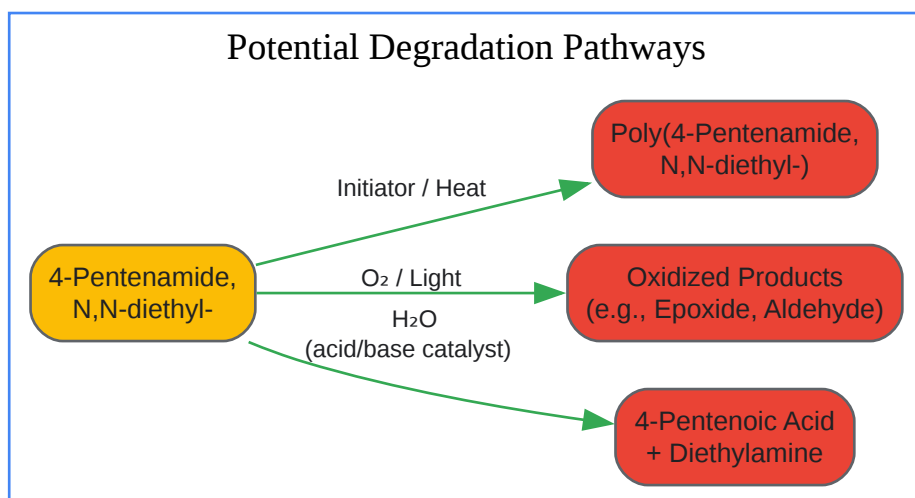 Potential Degradation Pathways
Poly(4-Pentenamide,
N,N-diethyl-)
Initiator / Heat
4-Pentenamide,
N,N-diethyl-
O₂ / Light
Oxidized Products
(e.g., Epoxide, Aldehyde)
H₂O
(acid/base catalyst)
4-Pentenoic Acid
+ Diethylamine